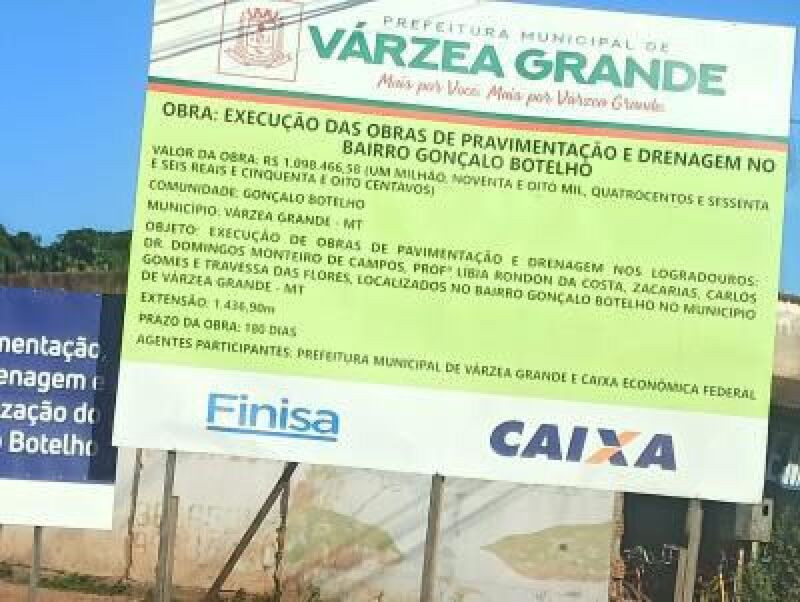 PREFEITURA MUNICIPAL DE
VÁRZEA GRANDE
Mais por Você. Mais por Várzea Grande.
OBRA: EXECUÇÃO DAS OBRAS DE PRAVIMENTAÇÃO E DRENAGEM NO
BAIRRO GONÇALO BOTELHO
VALOR DA OBRA: R$ 1.098.466,58 (UM MILHÃO, NOVENTA E OITO MIL, QUATROCENTOS E SESSENTA
E SEIS REAIS E CINQUENTA E OITO CENTAVOS)
COMUNIDADE: GONÇALO BOTELHO
MUNICÍPIO: VÁRZEA GRANDE - MT
OBJETO: EXECUÇÃO DE OBRAS DE PAVIMENTAÇÃO E DRENAGEM NOS LOGRADOUROS:
DR. DOMINGOS MONTEIRO DE CAMPOS, PROFª LIBIA RONDON DA COSTA, ZACARIAS, CARLOS
GOMES E TRAVESSA DAS FLORES, LOCALIZADOS NO BAIRRO GONÇALO BOTELHO NO MUNICIPIO
DE VÁRZEA GRANDE - MT
EXTENSÃO: 1.436,90m
PRAZO DA OBRA: 180 DIAS
AGENTES PARTICIPANTES: PREFEITURA MUNICIPAL DE VÁRZEA GRANDE E CAIXA ECONÔMICA FEDERAL
Finisa
CAIXA
mentação,
enagem e
ização do
Botelho